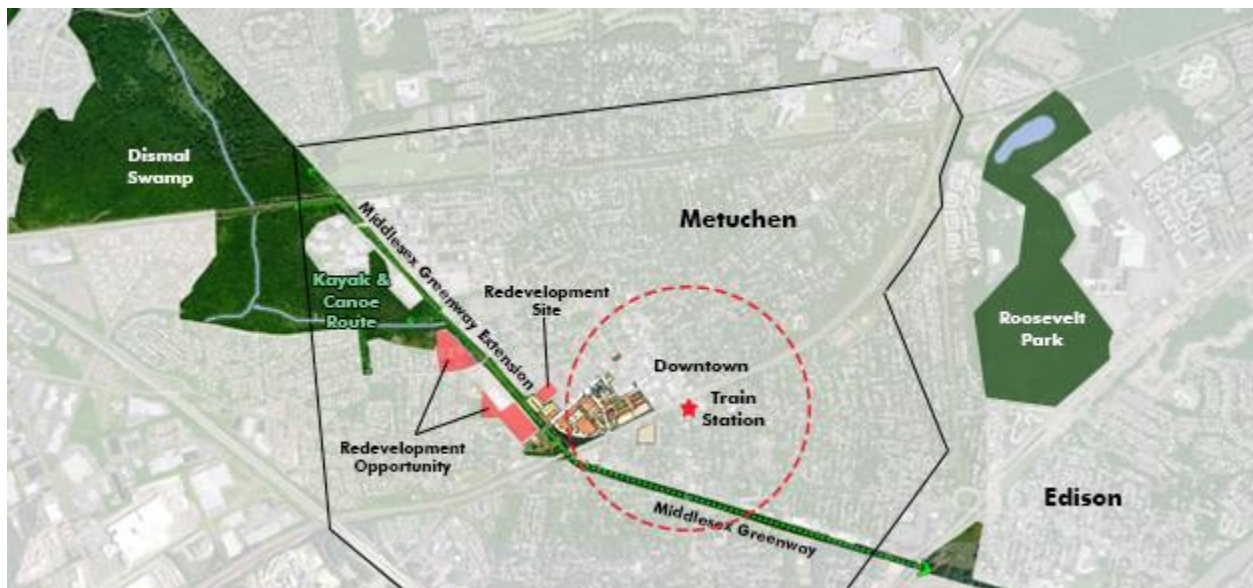 Dismal
Swamp
Middlesex Greenway Extension
Metuchen
Kayak &
Canoe
Route
Redevelopment
Site
Roosevelt
Park
Downtown
Train
Station
Redevelopment
Opportunity
Edison
Middlesex Greenway